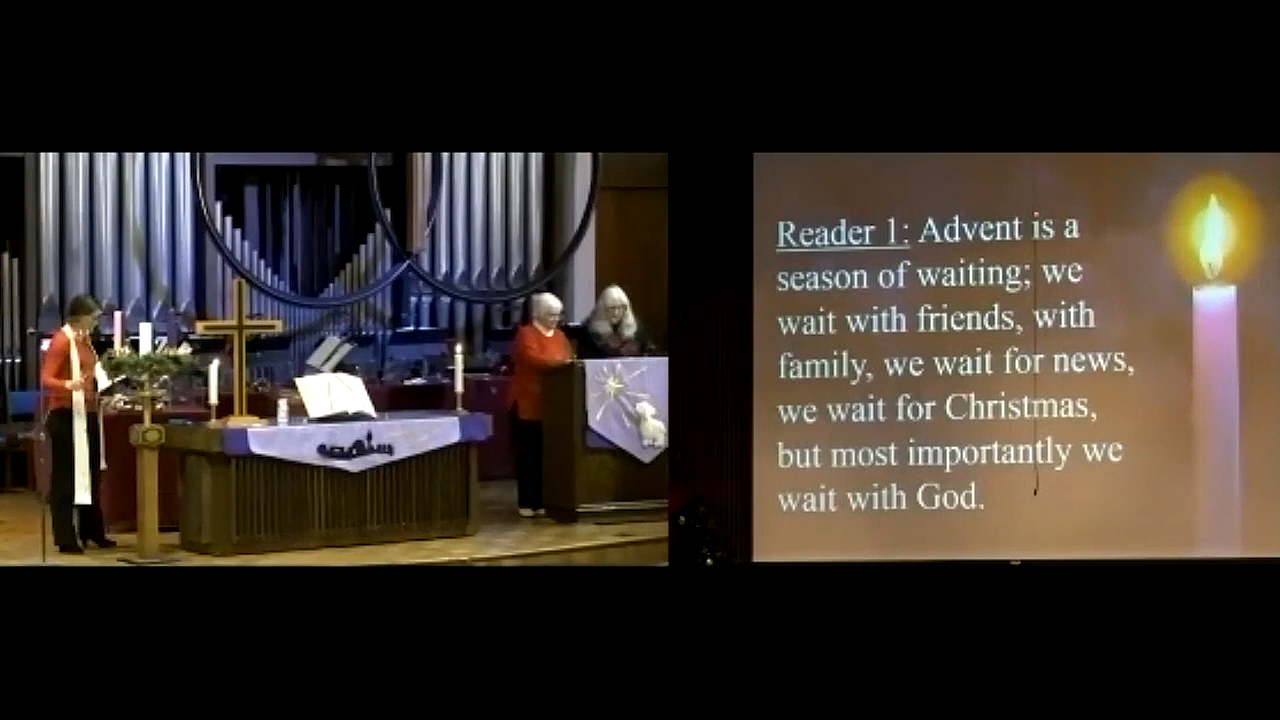 Reader 1: Advent is a
season of waiting; we
wait with friends, with
family, we wait for news,
we wait for Christmas,
but most importantly we
wait with God.